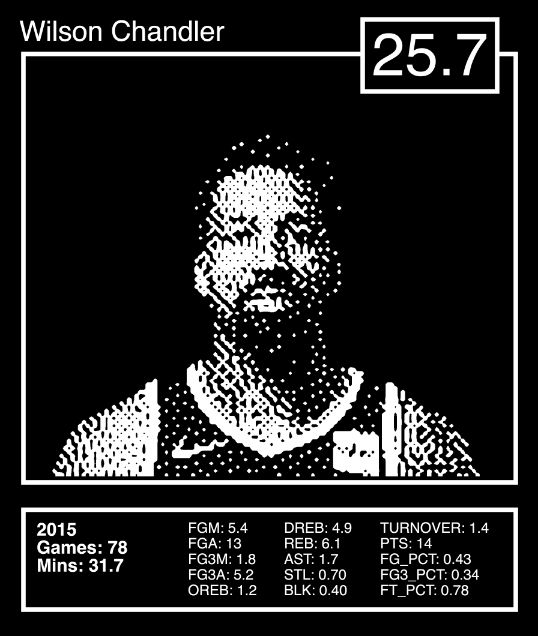 Wilson Chandler
25.7
2015
Games: 78
Mins: 31.7
FGM: 5.4
FGA: 13
FG3M: 1.8
FG3A: 5.2
OREB: 1.2
DREB: 4.9
REB: 6.1
AST: 1.7
STL: 0.70
BLK: 0.40
TURNOVER: 1.4
PTS: 14
FG_PCT: 0.43
FG3_PCT: 0.34
FT_PCT: 0.78